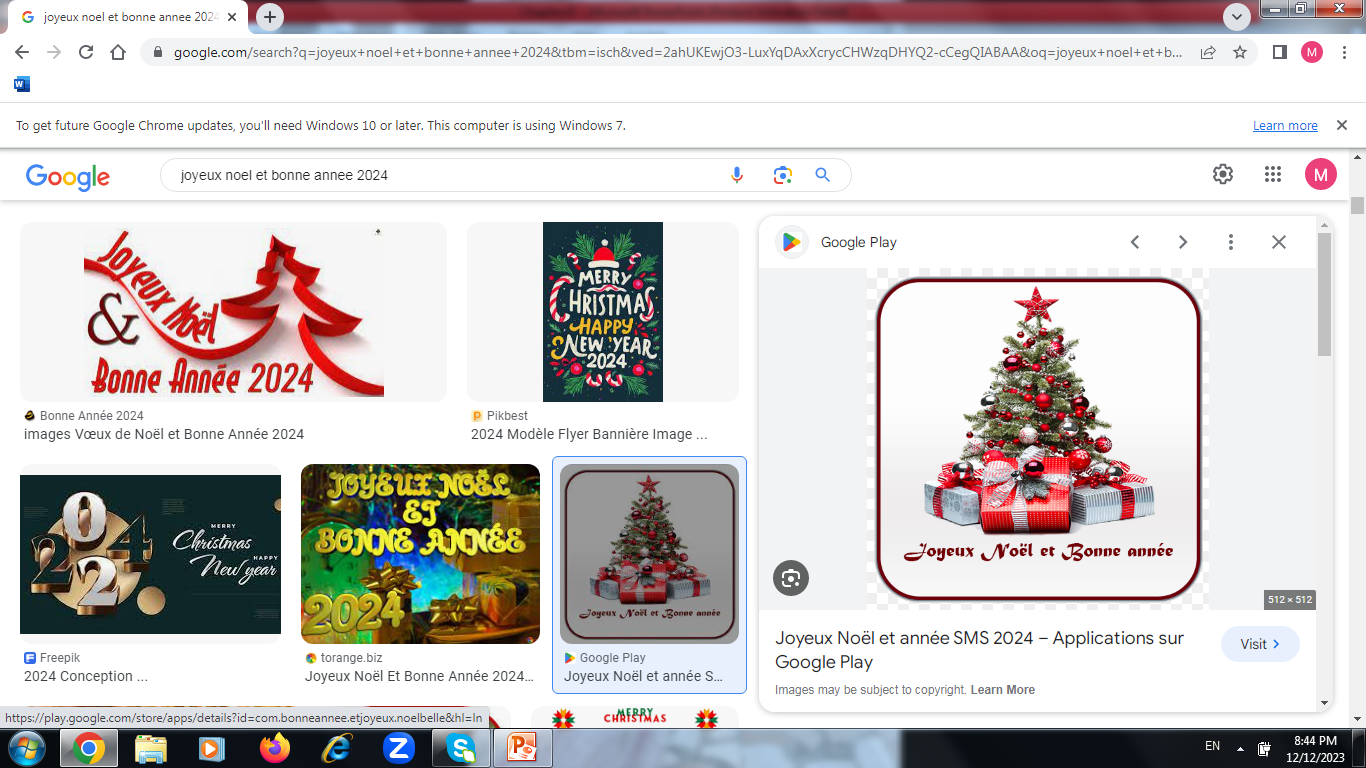 joyeux noel et bonne annee 2024
google.com/search?q=joyeux+noel+et+bonne+annee+2024&tbm=isch&ved=2ahUKEwjO3-LuxYqDAxXcrycCHWzqDHYQ2-cCegQIABAA&oq=joyeux+noel+et+b...
M
To get future Google Chrome updates, you'll need Windows 10 or later. This computer is using Windows 7.
Learn more
Google
joyeux noel et bonne annee 2024
M
Joyeux Noël
&
Bonne Année 2024
Bonne Année 2024
images Vœux de Noël et Bonne Année 2024
MERRY
CHRISTMAS
HAPPY
NEW YEAR
2024
Pikbest
2024 Modèle Flyer Bannière Image ...
2024
MERRY
Christmas
HAPPY
New year
Freepik
2024 Conception ...
JOYEUX NOËL
ET
BONNE ANNÉE
2024
torange.biz
Joyeux Noël Et Bonne Année 2024...
Joyeux Noël et Bonne année
Google Play
Joyeux Noël et année S...
MERRY
CHRISTMAS
Google Play
Joyeux Noël et Bonne année
512 × 512
Joyeux Noël et année SMS 2024 – Applications sur
Google Play
Visit
Images may be subject to copyright. Learn More
https://play.google.com/store/apps/details?id=com.bonneannee.etjoyeux.noelbelle&hl=ln
EN
8:44 PM
12/12/2023